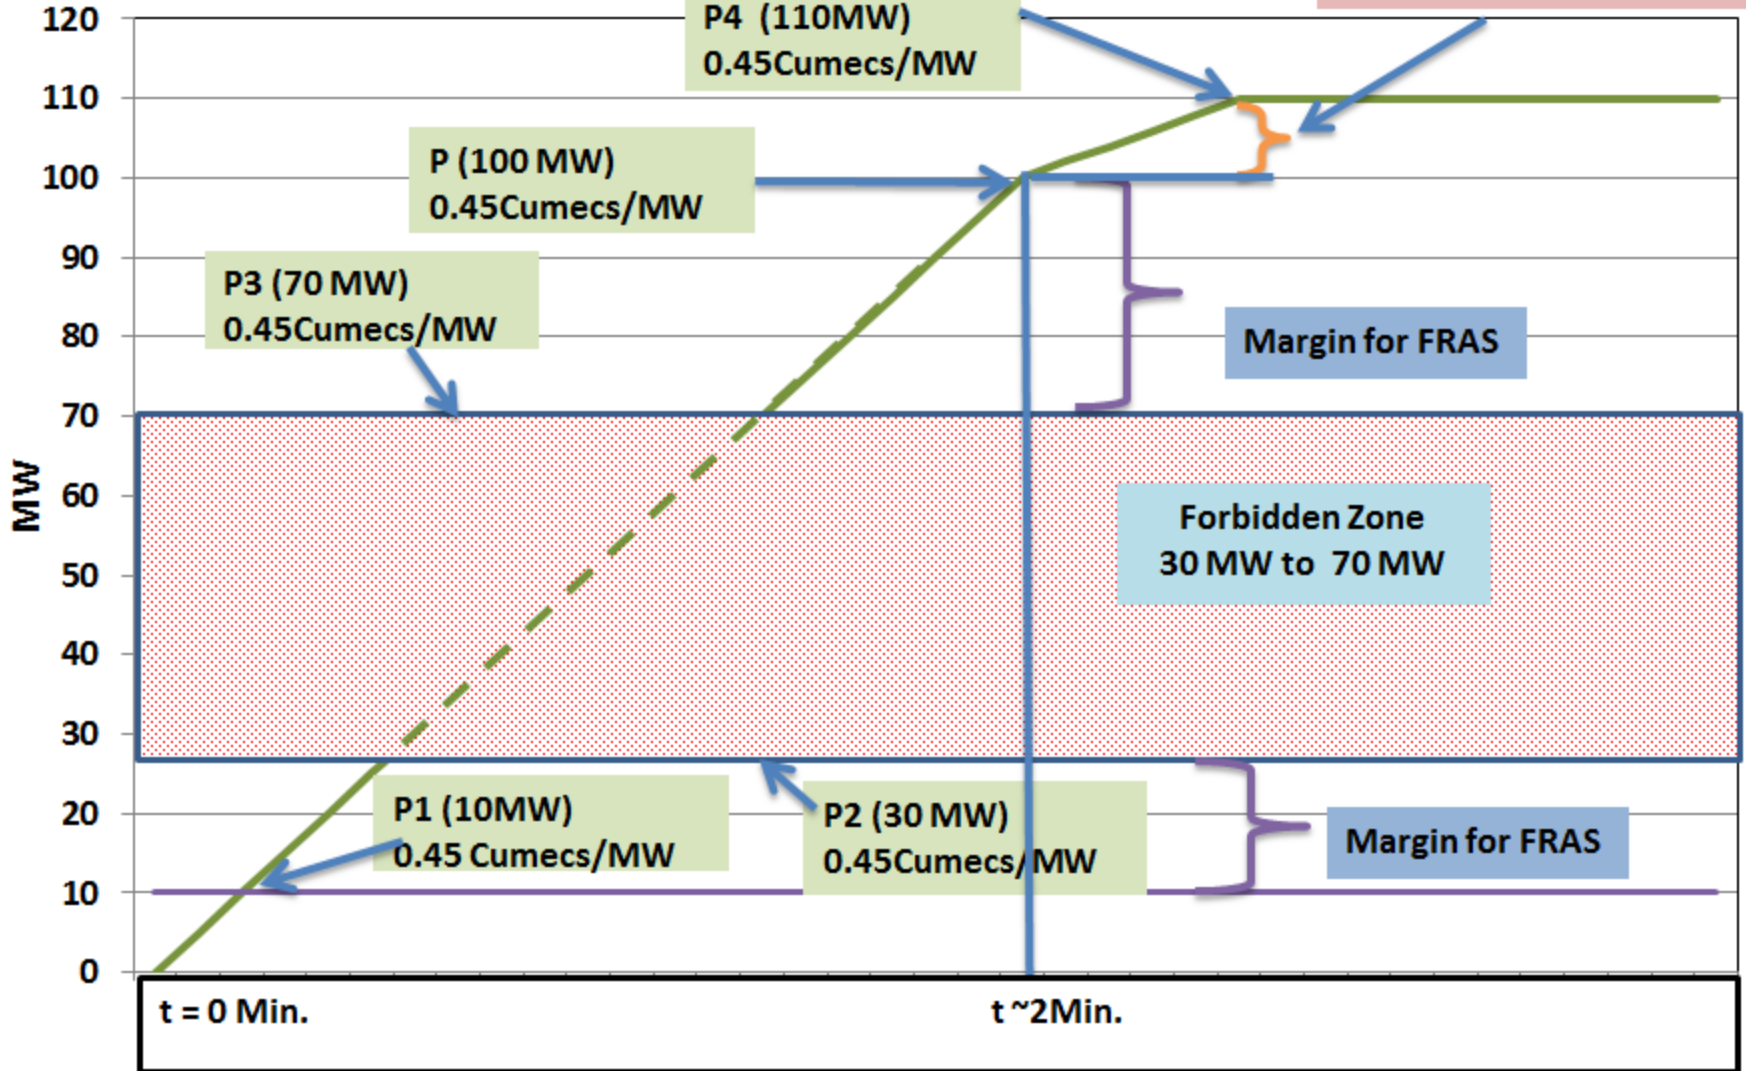 120
110
100
90
80
70
60
50
40
30
20
10
0
MW
P4 (110MW)
0.45Cumecs/MW
P (100 MW)
0.45Cumecs/MW
P3 (70 MW)
0.45Cumecs/MW
Margin for FRAS
Forbidden Zone
30 MW to 70 MW
P1 (10MW)
0.45 Cumecs/MW
P2 (30 MW)
0.45Cumecs/MW
Margin for FRAS
t = 0 Min.
t ~2Min.